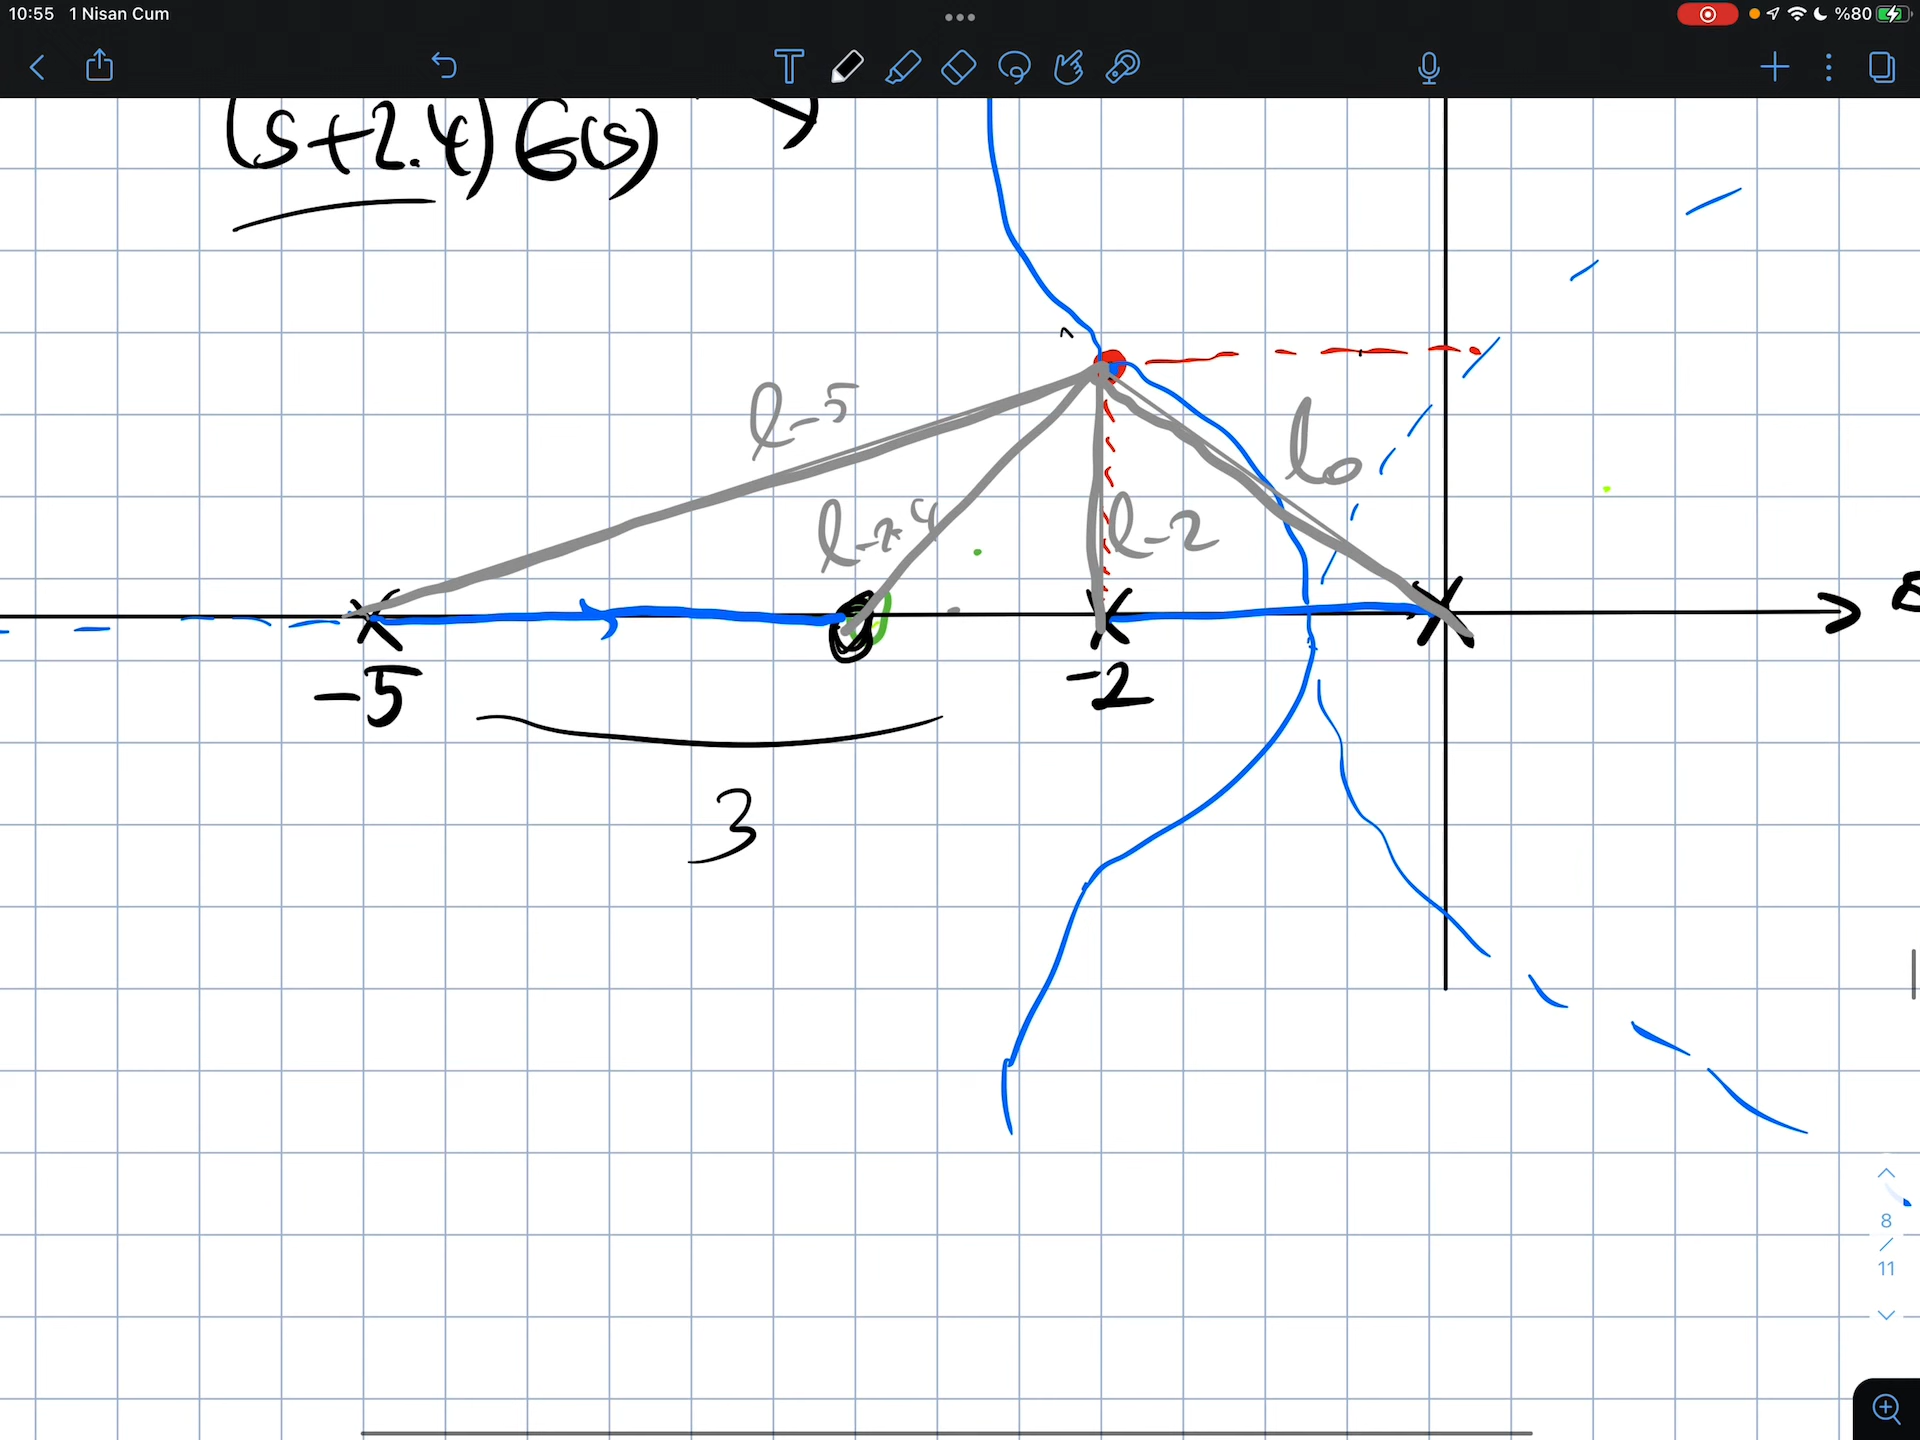 10:55 1 Nisan Cum
%80
T
(s+2.4) G(s)
l-5
l-2.4
l-2
l0
-5
-2
3
8
/
11